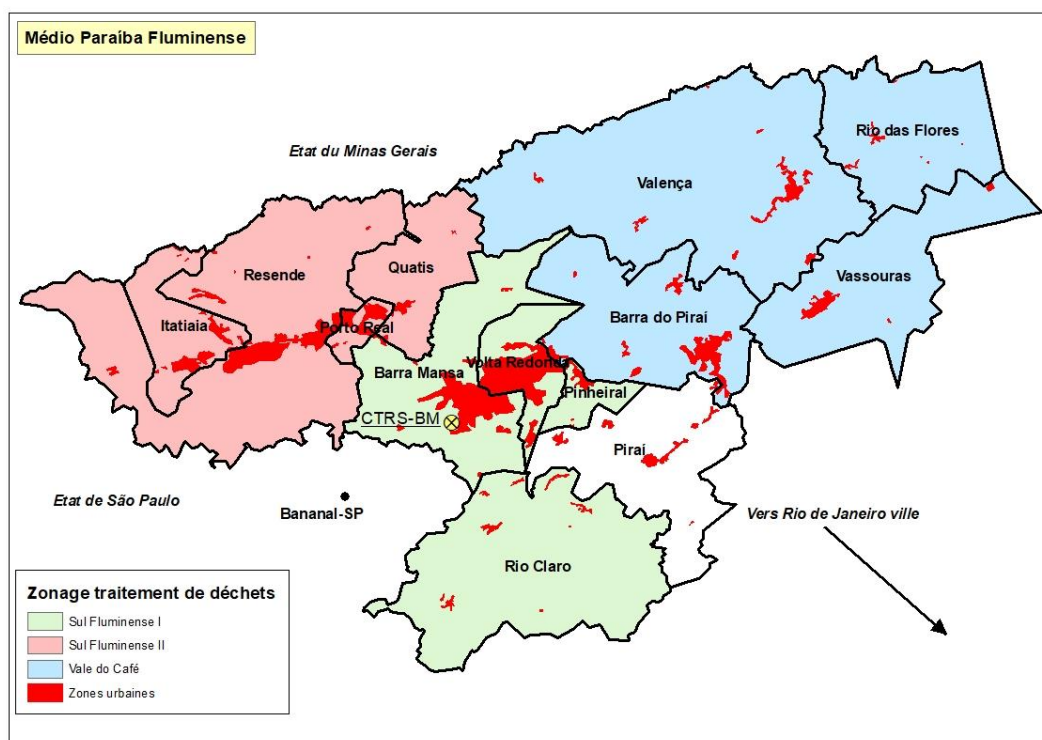 Médio Paraíba Fluminense
Rio das Flores
Etat du Minas Gerais
Valença
Quatis
Resende
Vassouras
Barra do Piraí
Itatiaia
Porto Real
Volta Redonda
Barra Mansa
Pinheiral
CTRS-BM
Piraí
Etat de São Paulo
Bananal-SP
Vers Rio de Janeiro ville
Rio Claro
Zonage traitement de déchets
Sul Fluminense I
Sul Fluminense II
Vale do Café
Zones urbaines